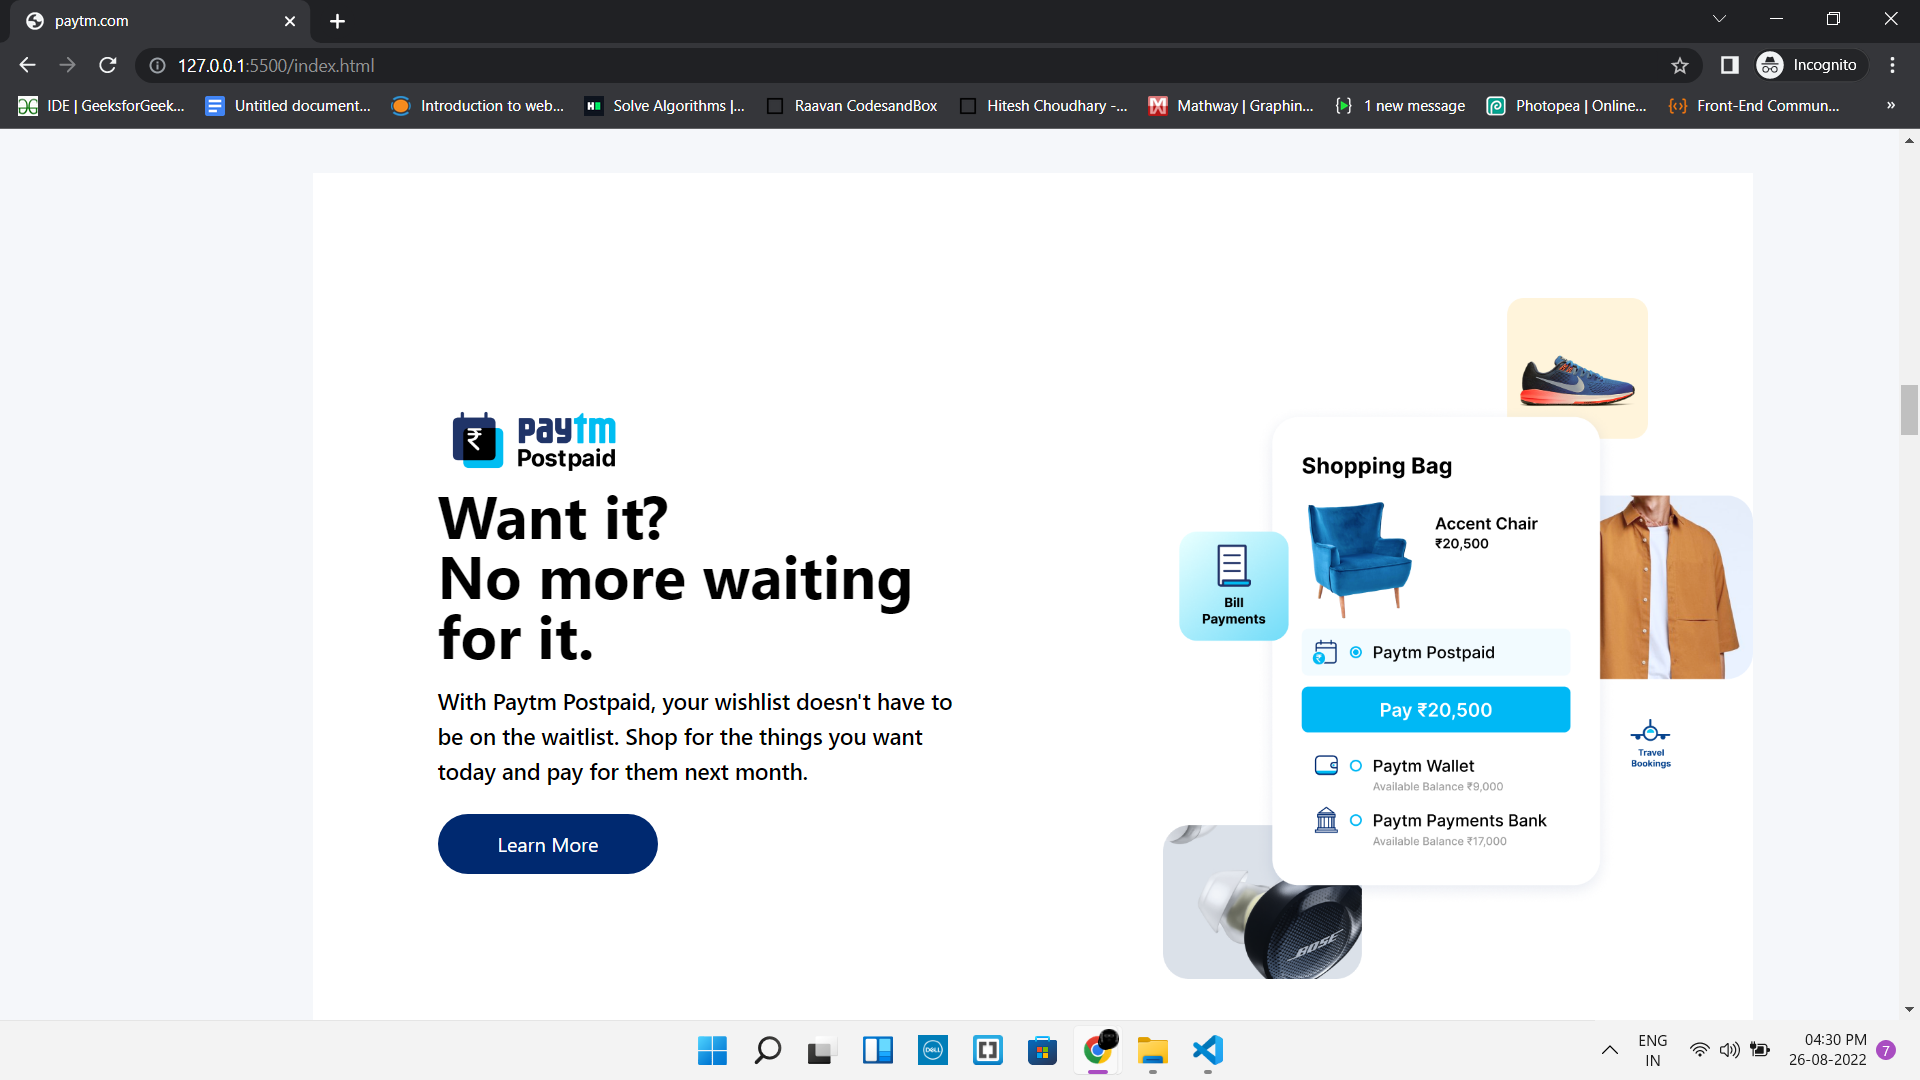 paytm.com
127.0.0.1:5500/index.html
Incognito
IDE | GeeksforGeek...
Untitled document...
Introduction to web...
Solve Algorithms |...
Raavan CodesandBox
Hitesh Choudhary -...
Mathway | Graphin...
1 new message
Photopea | Online...
Front-End Commun...
»
₹
paytm
Postpaid
Want it?
No more waiting
for it.
With Paytm Postpaid, your wishlist doesn't have to
be on the waitlist. Shop for the things you want
today and pay for them next month.
Learn More
Shopping Bag
Accent Chair
₹20,500
Bill
Payments
Paytm Postpaid
Pay ₹20,500
Paytm Wallet
Available Balance ₹9,000
Paytm Payments Bank
Available Balance ₹17,000
Travel
Bookings
BOSE
DELL
ENG
IN
04:30 PM
26-08-2022
7